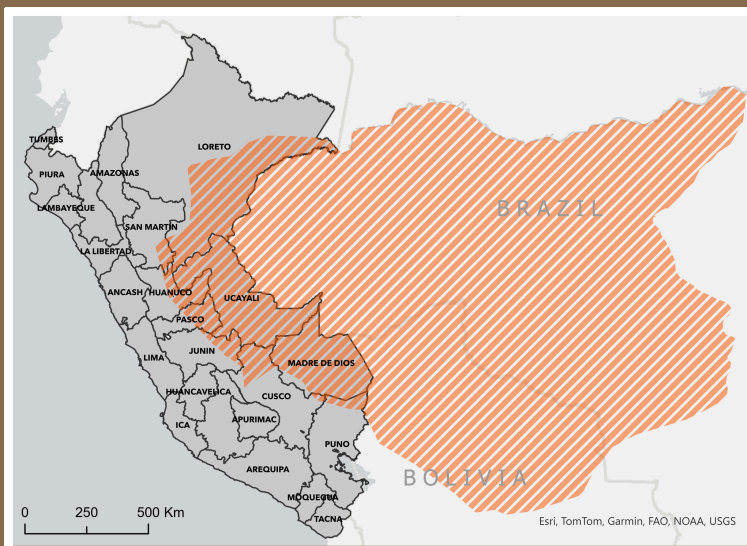 TUMBES
LORETO
PIURA
AMAZONAS
LAMBAYEQUE
BRAZIL
SAN MARTIN
LA LIBERTAD
ANCASH
HUANUCO
UCAYALI
PASCO
LIMA
JUNIN
MADRE DE DIOS
HUANCAVELICA
CUSCO
ICA
APURIMAC
PUNO
AREQUIPA
BOLIVIA
MOQUEGUA
TACNA
0 250 500 Km
Esri, TomTom, Garmin, FAO, NOAA, USGS